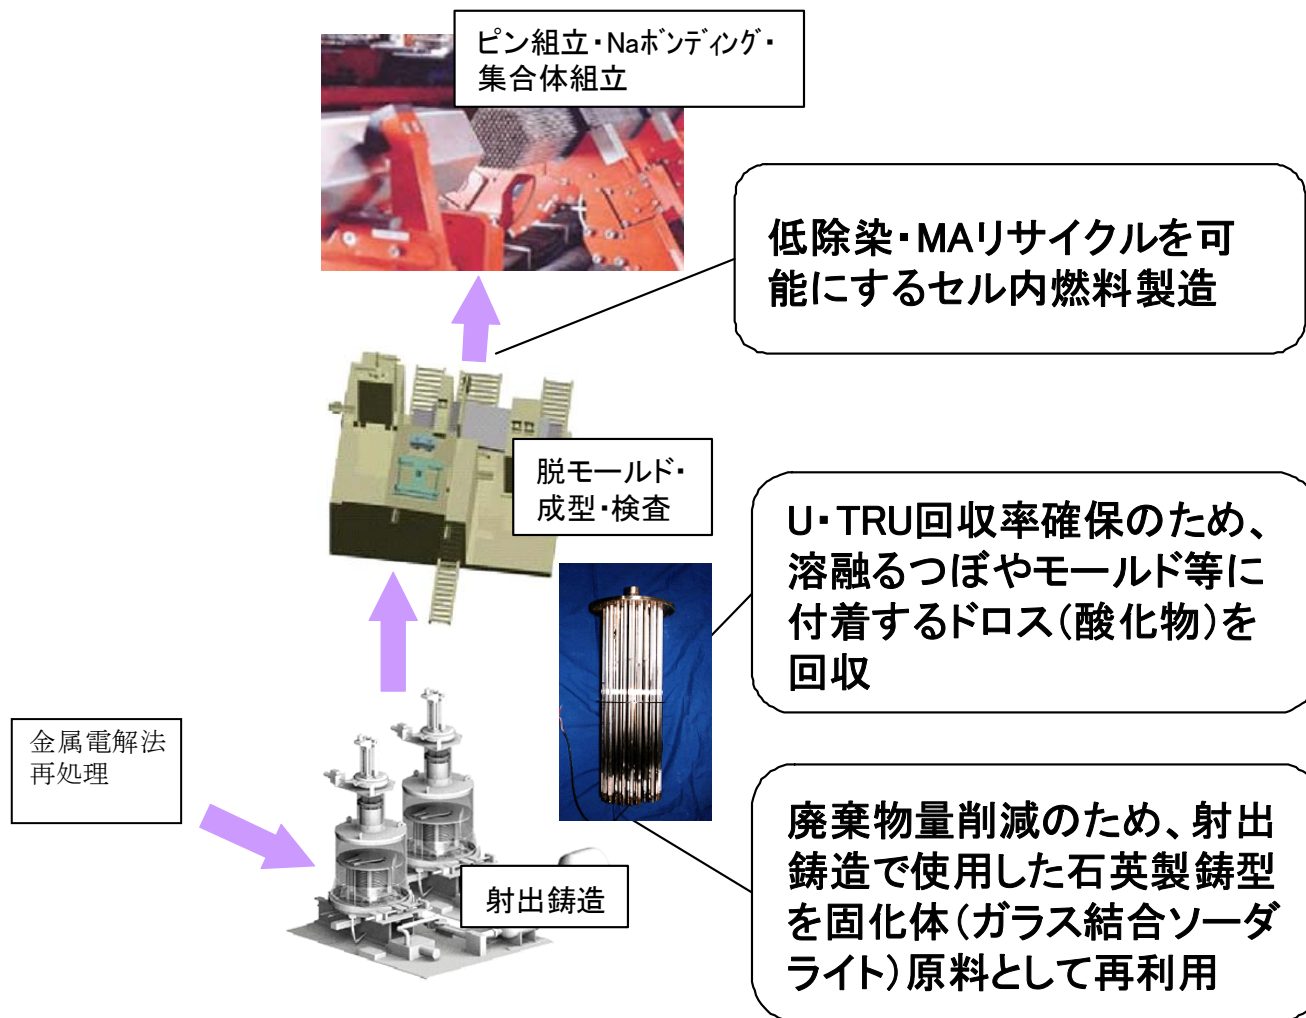 ピン組立・Naボンディング・
集合体組立
低除染・MAリサイクルを可
能にするセル内燃料製造
脱モールド・
成型・検査
U・TRU回収率確保のため、
溶融るつぼやモールド等に
付着するドロス(酸化物)を
回収
金属電解法
再処理
射出鋳造
廃棄物量削減のため、射出
鋳造で使用した石英製鋳型
を固化体(ガラス結合ソーダ
ライト)原料として再利用